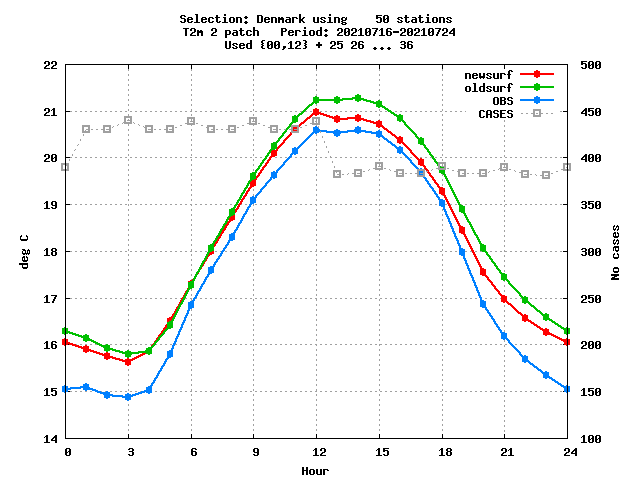 Selection: Denmark using    50 stations
T2m 2 patch   Period: 20210716-20210724
Used {00,12} + 25 26 ... 36
22 500
newsurf
oldsurf
OBS
CASES
21 450
20 400
19 350
18 300
17 250
16 200
15 150
14 100
deg C
No cases
0 3 6 9 12 15 18 21 24
Hour